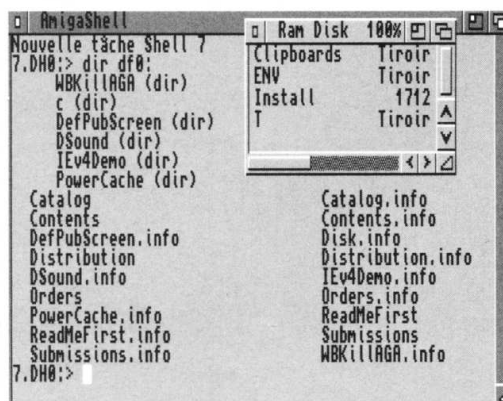 AmigaShell
Nouvelle tâche Shell 7
7.DH0:> dir df0:
WBKillAGA (dir)
c (dir)
DefPubScreen (dir)
DSound (dir)
IEv4Demo (dir)
PowerCache (dir)
Catalog Catalog.info
Contents Contents.info
DefPubScreen.info Disk.info
Distribution Distribution.info
DSound.info IEv4Demo.info
Orders Orders.info
PowerCache.info ReadMeFirst
ReadMeFirst.info Submissions
Submissions.info WBKillAGA.info
7.DH0:>
Ram Disk 100%
Clipboards Tiroir
ENV Tiroir
Install 1712
T Tiroir